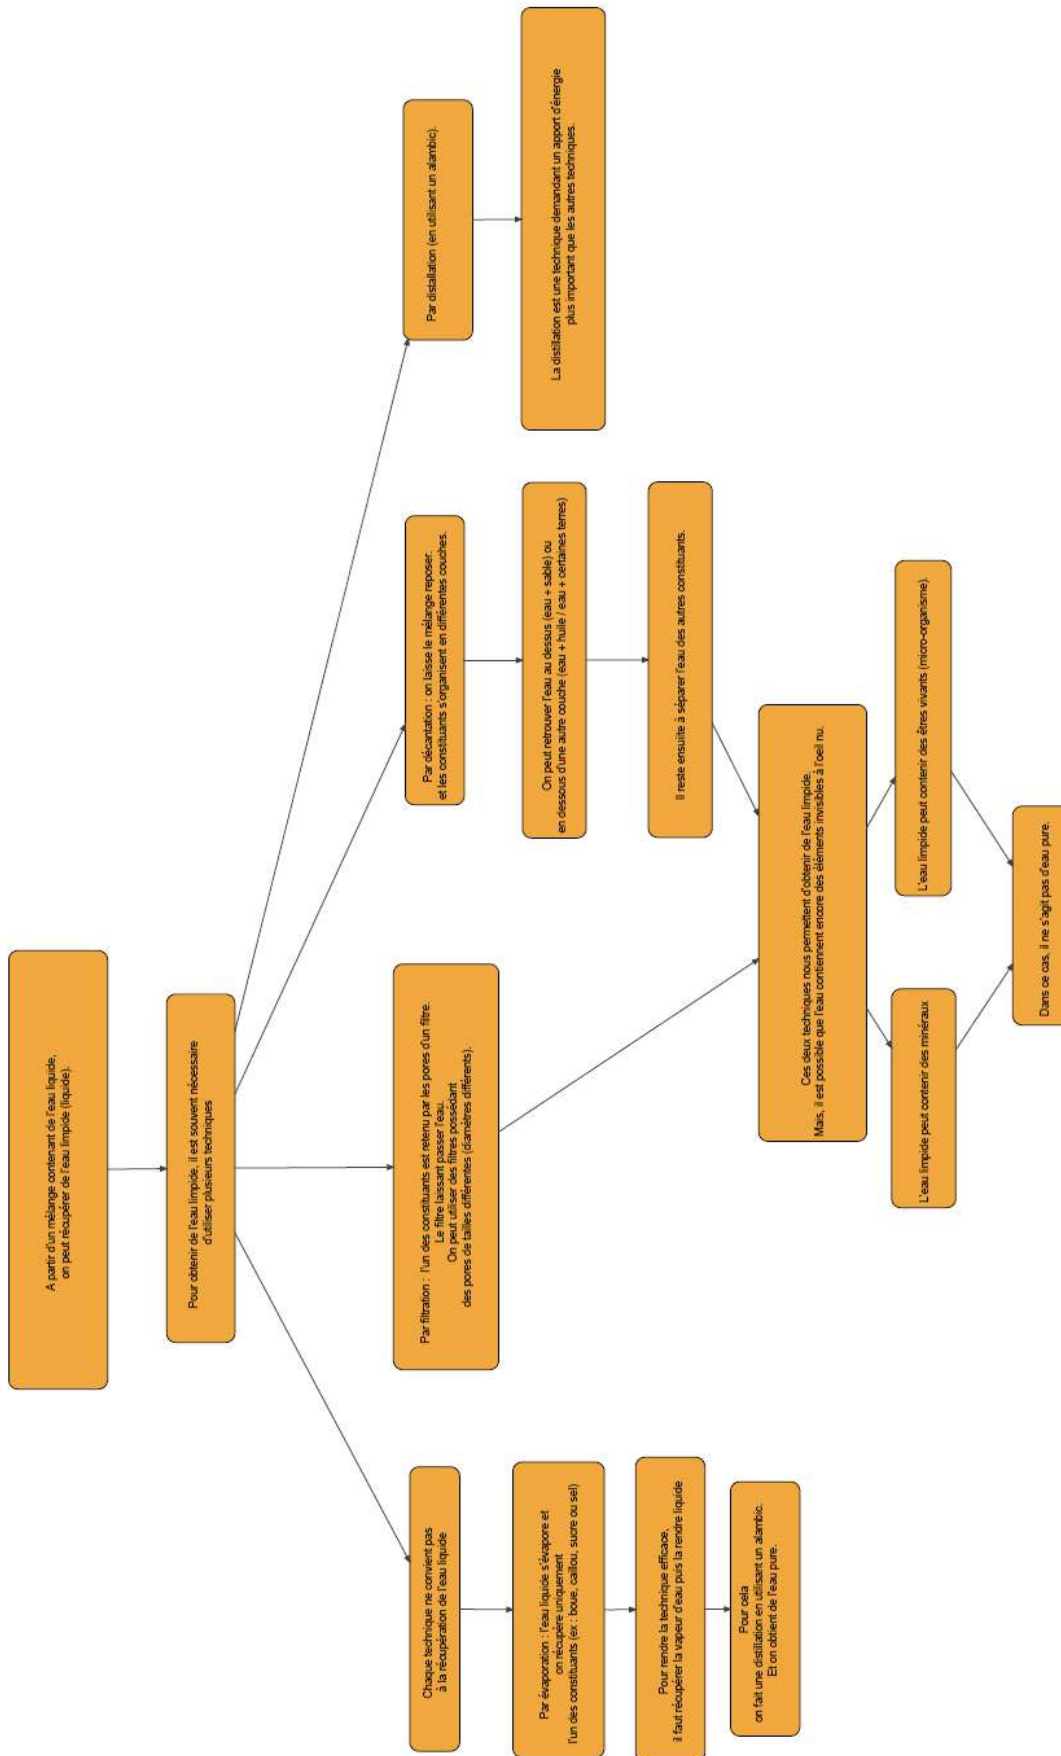 A partir d'un mélange contenant de l'eau liquide,
on peut récupérer de l'eau limpide (liquide).
Pour obtenir de l'eau limpide, il est souvent nécessaire
d'utiliser plusieurs techniques
Chaque technique ne convient pas
à la récupération de l'eau liquide
Par évaporation : l'eau liquide s'évapore et
on récupère uniquement
l'un des constituants (ex : boue, caillou, sucre ou sel)
Pour rendre la technique efficace,
il faut récupérer la vapeur d'eau puis la rendre liquide
Pour cela
on fait une distillation en utilisant un alambic.
Et on obtient de l'eau pure.
Par filtration : l'un des constituants est retenu par les pores d'un filtre.
Le filtre laissant passer l'eau.
On peut utiliser des filtres possédant
des pores de tailles différentes (diamètres différents).
Par décantation : on laisse le mélange reposer.
et les constituants s'organisent en différentes couches.
On peut retrouver l'eau au dessus (eau + sable) ou
en dessous d'une autre couche (eau + huile / eau + certaines terres)
Il reste ensuite à séparer l'eau des autres constituants.
Par distallation (en utilisant un alambic).
La distillation est une technique demandant un apport d'énergie
plus important que les autres techniques.
Ces deux techniques nous permettent d'obtenir de l'eau limpide.
Mais, il est possible que l'eau contiennent encore des éléments invisibles à l'oeil nu.
L'eau limpide peut contenir des minéraux
L'eau limpide peut contenir des êtres vivants (micro-organisme).
Dans ce cas, il ne s'agit pas d'eau pure.